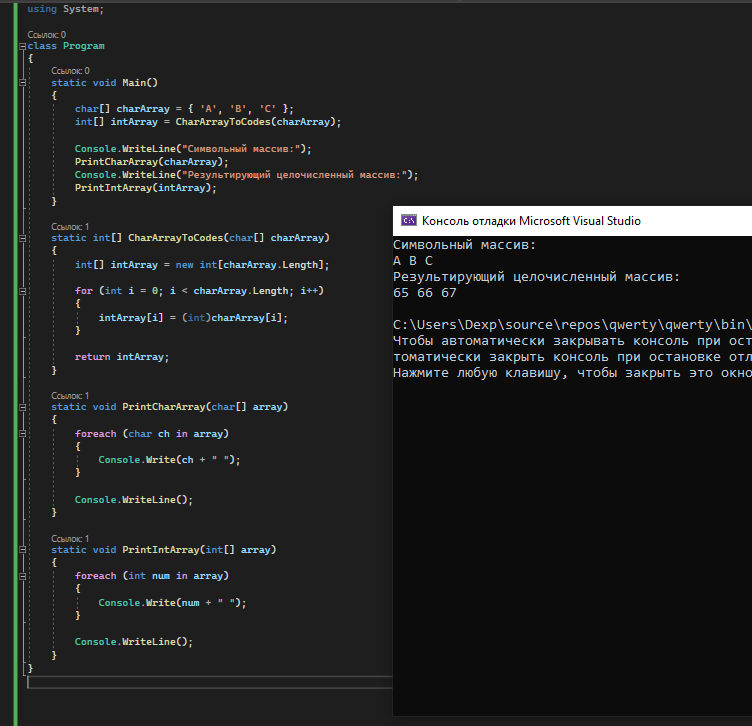 using System;
Ссылок: 0
class Program
{
Ссылок: 0
static void Main()
{
char[] charArray = { 'A', 'B', 'C' };
int[] intArray = CharArrayToCodes(charArray);
Console.WriteLine("Символьный массив:");
PrintCharArray(charArray);
Console.WriteLine("Результирующий целочисленный массив:");
PrintIntArray(intArray);
}
Ссылок: 1
static int[] CharArrayToCodes(char[] charArray)
{
int[] intArray = new int[charArray.Length];
for (int i = 0; i < charArray.Length; i++)
{
intArray[i] = (int)charArray[i];
}
return intArray;
}
Ссылок: 1
static void PrintCharArray(char[] array)
{
foreach (char ch in array)
{
Console.Write(ch + " ");
}
Console.WriteLine();
}
Ссылок: 1
static void PrintIntArray(int[] array)
{
foreach (int num in array)
{
Console.Write(num + " ");
}
Console.WriteLine();
}
}
Консоль отладки Microsoft Visual Studio
Символьный массив:
A B C
Результирующий целочисленный массив:
65 66 67
C:\Users\Dexp\source\repos\qwerty\qwerty\bin\
Чтобы автоматически закрывать консоль при ост
томатически закрыть консоль при остановке отл
Нажмите любую клавишу, чтобы закрыть это окно